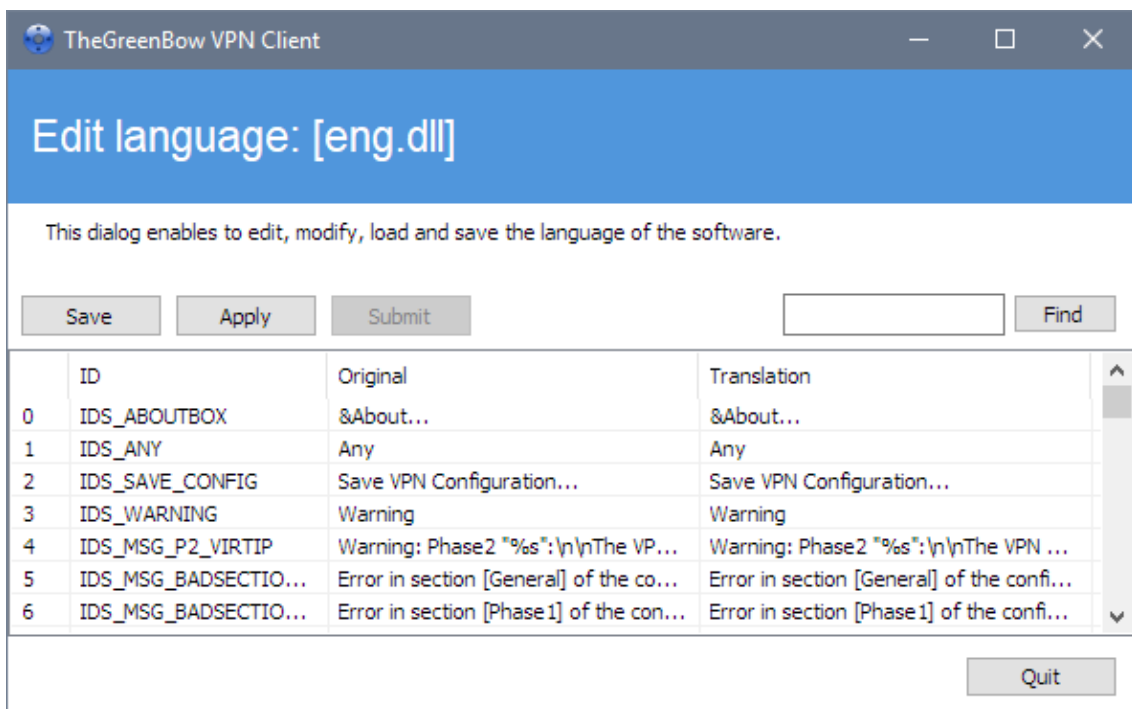 TheGreenBow VPN Client
Edit language: [eng.dll]
This dialog enables to edit, modify, load and save the language of the software.
Save Apply Submit Find
ID Original Translation
0 IDS_ABOUTBOX &About... &About...
1 IDS_ANY Any Any
2 IDS_SAVE_CONFIG Save VPN Configuration... Save VPN Configuration...
3 IDS_WARNING Warning Warning
4 IDS_MSG_P2_VIRTIP Warning: Phase2 "%s":\n\nThe VP... Warning: Phase2 "%s":\n\nThe VPN ...
5 IDS_MSG_BADSECTIO... Error in section [General] of the co... Error in section [General] of the confi...
6 IDS_MSG_BADSECTIO... Error in section [Phase1] of the con... Error in section [Phase1] of the confi...
Quit